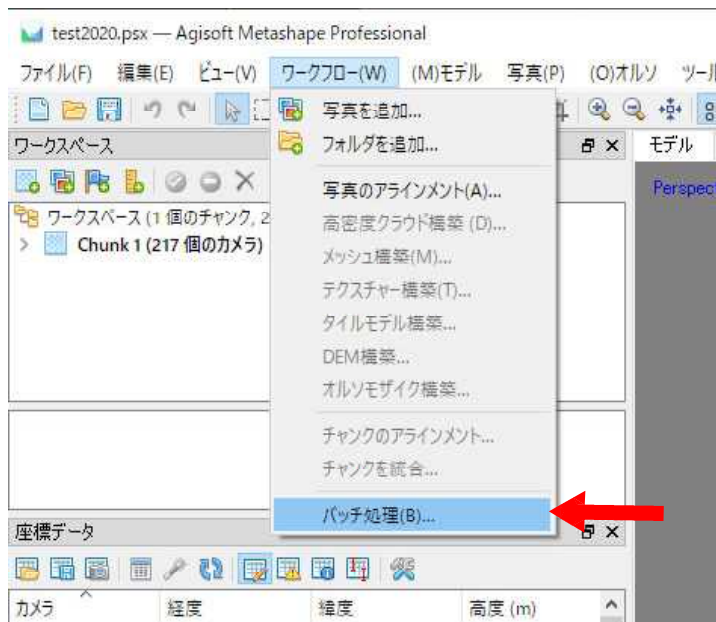 test2020.psx — Agisoft Metashape Professional
ファイル(F) 編集(E) ビュー(V) ワークフロー(W) (M)モデル 写真(P) (O)オルソ ツール
写真を追加...
ワークスペース
フォルダを追加...
モデル
写真のアラインメント(A)...
Perspect
ワークスペース (1 個のチャンク, 2
高密度クラウド構築 (D)...
Chunk 1 (217 個のカメラ)
メッシュ構築(M)...
テクスチャー構築(T)...
タイルモデル構築...
DEM構築...
オルソモザイク構築...
チャンクのアラインメント...
チャンクを統合...
バッチ処理(B)...
座標データ
カメラ 経度 緯度 高度 (m)